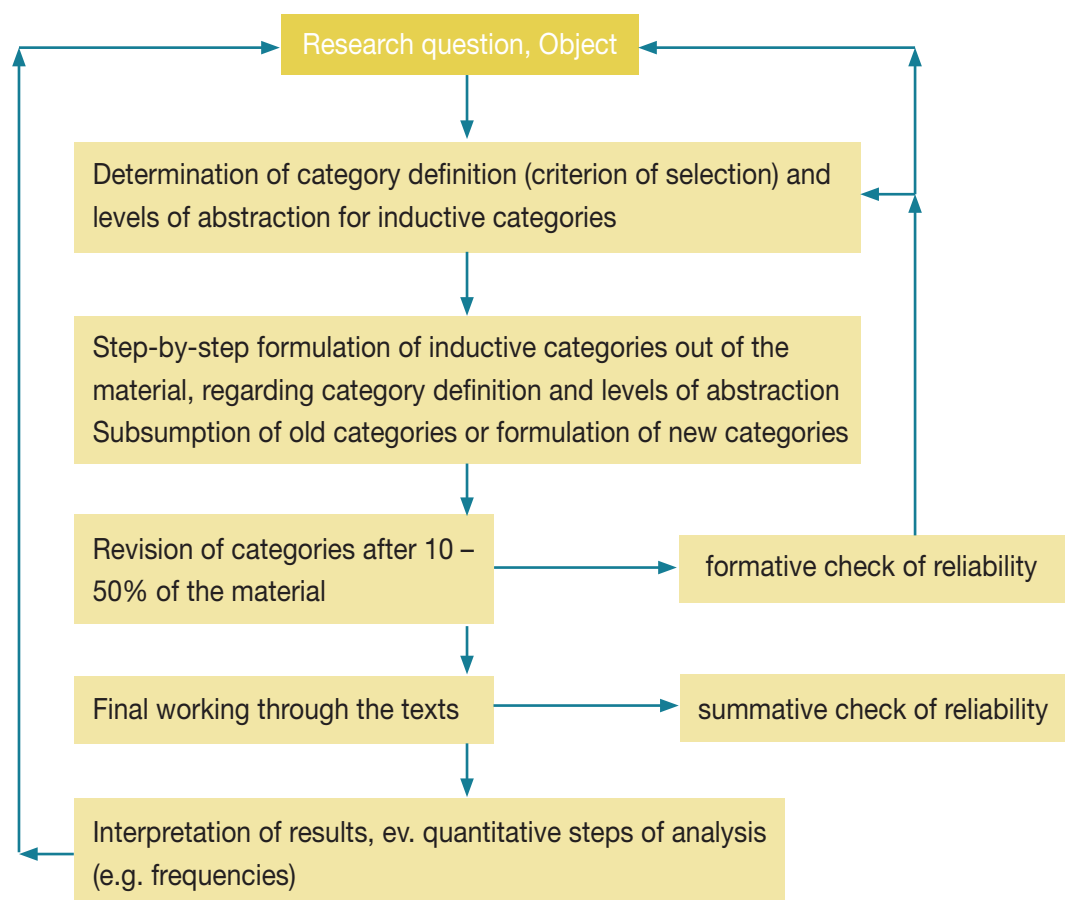 Research question, Object
Determination of category definition (criterion of selection) and
levels of abstraction for inductive categories
Step-by-step formulation of inductive categories out of the
material, regarding category definition and levels of abstraction
Subsumption of old categories or formulation of new categories
Revision of categories after 10 –
50% of the material
formative check of reliability
Final working through the texts
summative check of reliability
Interpretation of results, ev. quantitative steps of analysis
(e.g. frequencies)